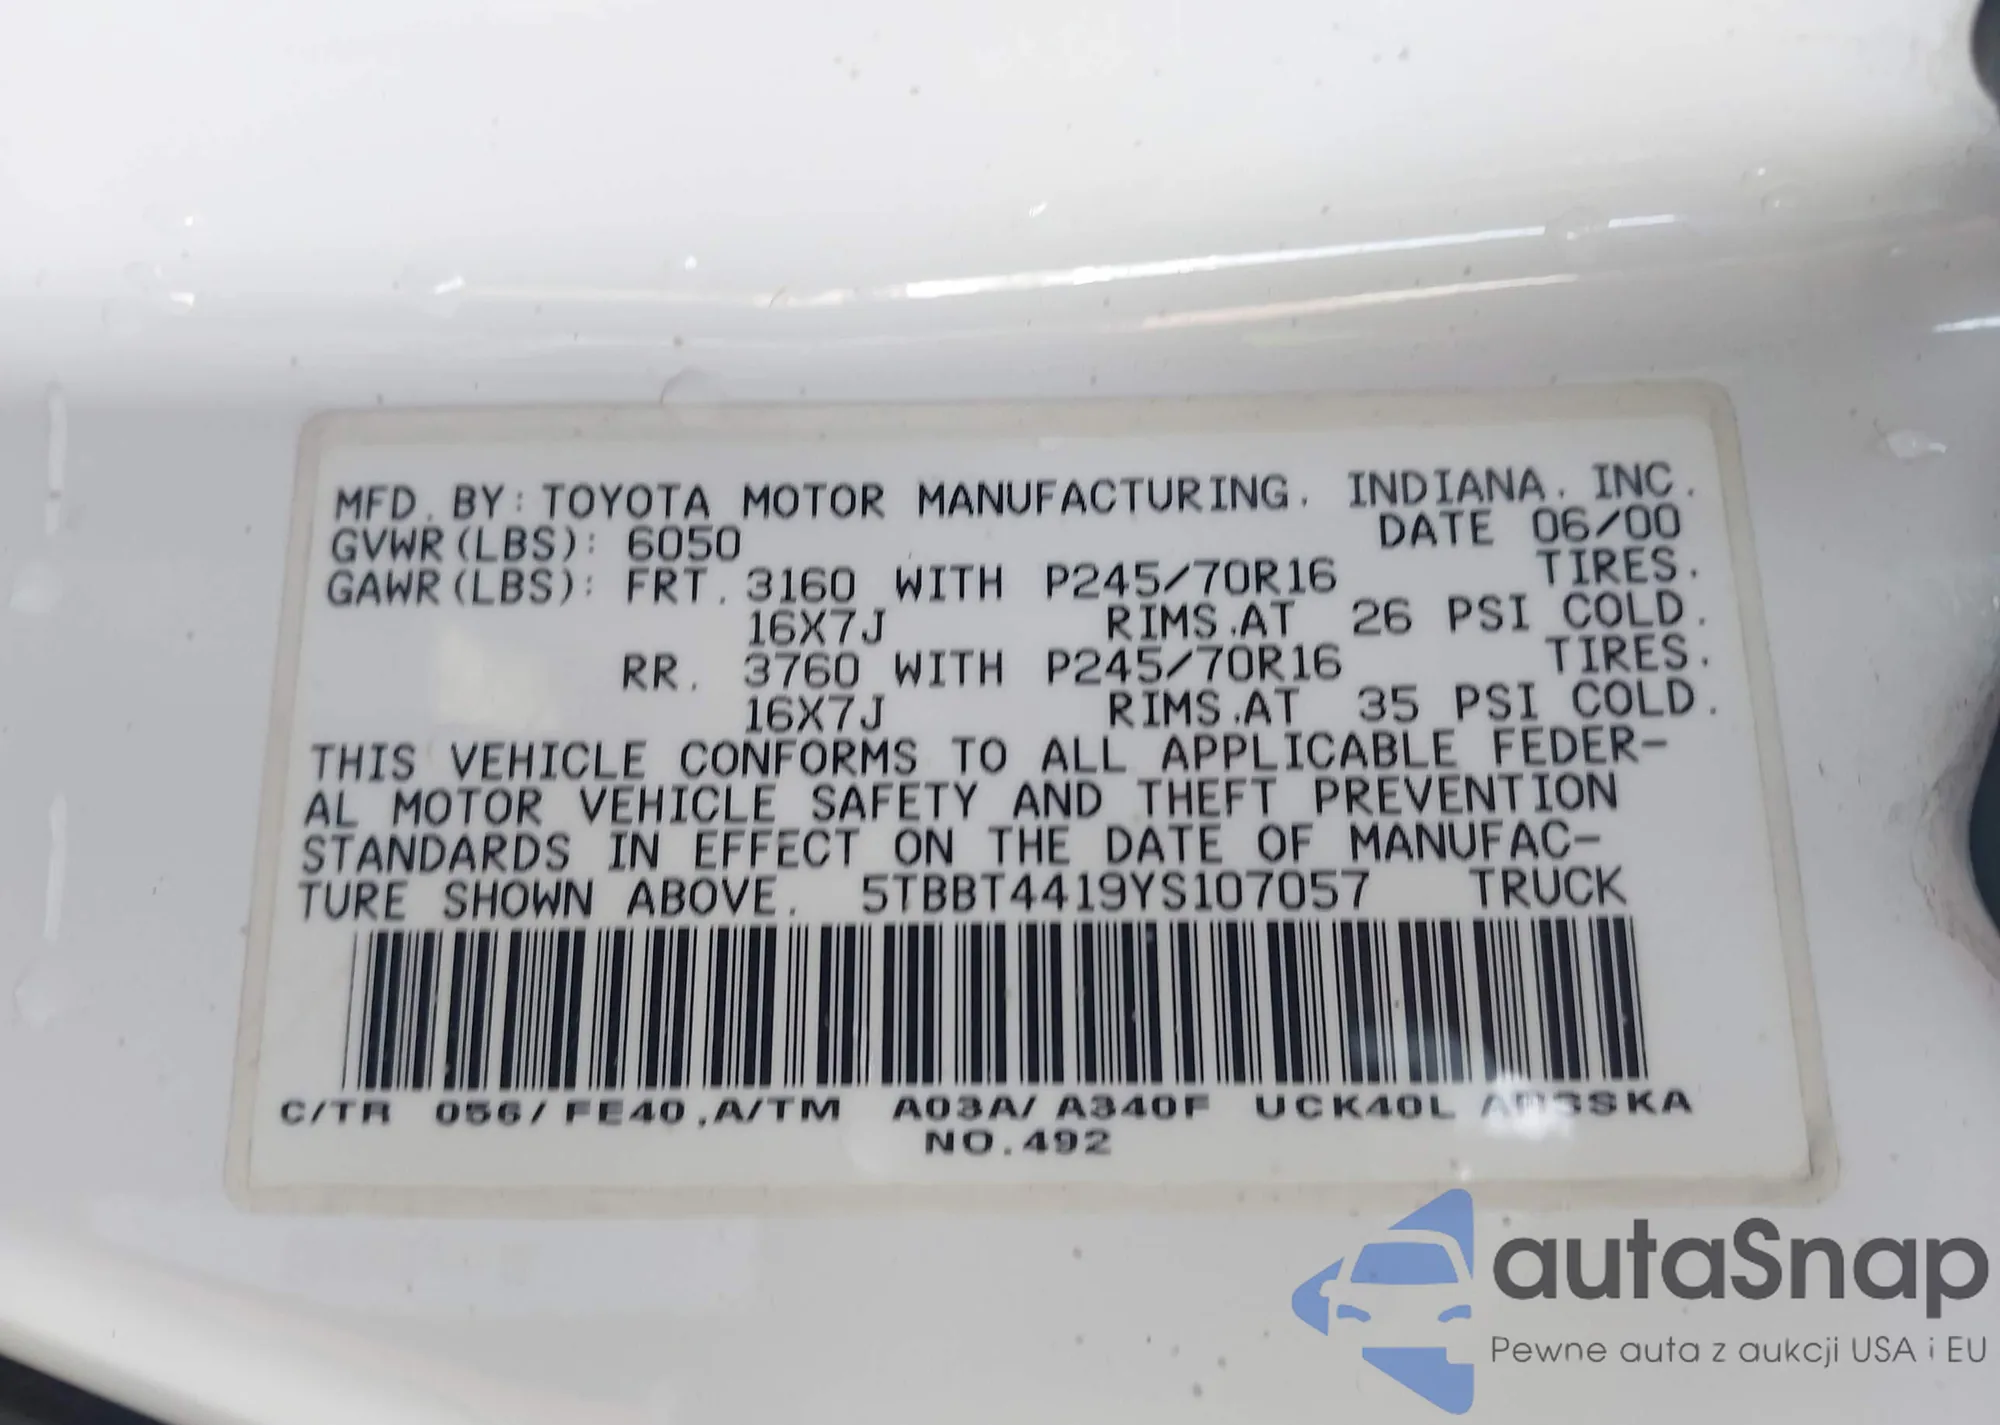 MFD. BY: TOYOTA MOTOR MANUFACTURING. INDIANA. INC.
GVWR(LBS): 6050 DATE 06/00
GAWR(LBS): FRT. 3160 WITH P245/70R16 TIRES.
16X7J RIMS.AT 26 PSI COLD.
RR. 3760 WITH P245/70R16 TIRES.
16X7J RIMS.AT 35 PSI COLD.
THIS VEHICLE CONFORMS TO ALL APPLICABLE FEDER-
AL MOTOR VEHICLE SAFETY AND THEFT PREVENTION
STANDARDS IN EFFECT ON THE DATE OF MANUFAC-
TURE SHOWN ABOVE. 5TBBT4419YS107057 TRUCK
C/TR 056/FE40,A/TM A03A/A340F UCK40L
NO.492
autaSnap
Pewne auta z aukcji USA i EU